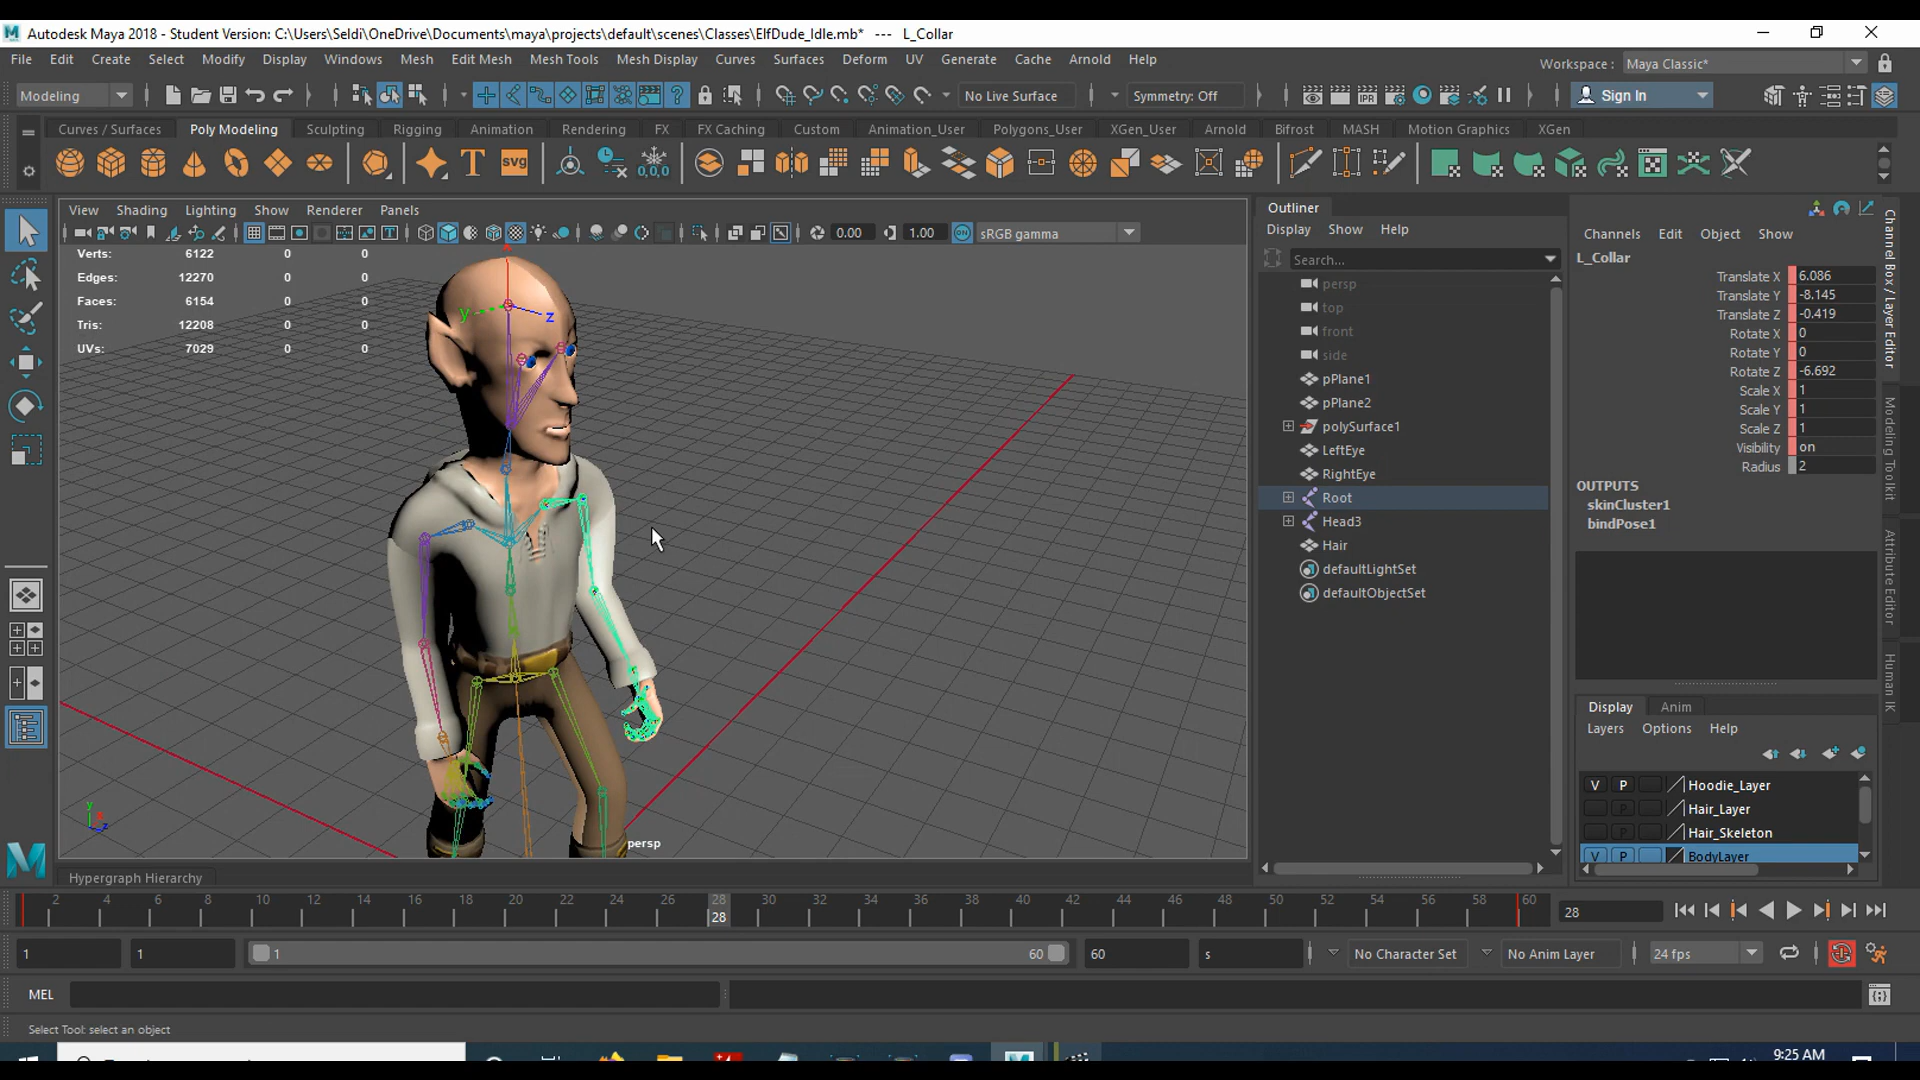 Autodesk Maya 2018 - Student Version: C:\Users\Seldi\OneDrive\Documents\maya\projects\default\scenes\Classes\ElfDude_Idle.mb* --- L_Collar
File Edit Create Select Modify Display Windows Mesh Edit Mesh Mesh Tools Mesh Display Curves Surfaces Deform UV Generate Cache Arnold Help
Workspace : Maya Classic*
Modeling No Live Surface Symmetry: Off Sign In
Curves / Surfaces Poly Modeling Sculpting Rigging Animation Rendering FX FX Caching Custom Animation_User Polygons_User XGen_User Arnold Bifrost MASH Motion Graphics XGen
View Shading Lighting Show Renderer Panels
0.00 1.00 sRGB gamma
Verts: 6122 0 0
Edges: 12270 0 0
Faces: 6154 0 0
Tris: 12208 0 0
UVs: 7029 0 0
y z
persp
Outliner
Display Show Help
Search...
persp
top
front
side
pPlane1
pPlane2
polySurface1
LeftEye
RightEye
Root
Head3
Hair
defaultLightSet
defaultObjectSet
Channels Edit Object Show
L_Collar
Translate X 6.086
Translate Y -8.145
Translate Z -0.419
Rotate X 0
Rotate Y 0
Rotate Z -6.692
Scale X 1
Scale Y 1
Scale Z 1
Visibility on
Radius 2
OUTPUTS
skinCluster1
bindPose1
Channel Box / Layer Editor
Modeling Toolkit
Attribute Editor
Human IK
Display Anim
Layers Options Help
V P Hoodie_Layer
P Hair_Layer
P Hair_Skeleton
V P BodyLayer
Hypergraph Hierarchy
2 4 6 8 10 12 14 16 18 20 22 24 26 28 30 32 34 36 38 40 42 44 46 48 50 52 54 56 58 60
28
28
1 1 1 60 60 s No Character Set No Anim Layer 24 fps
MEL
Select Tool: select an object
9:25 AM